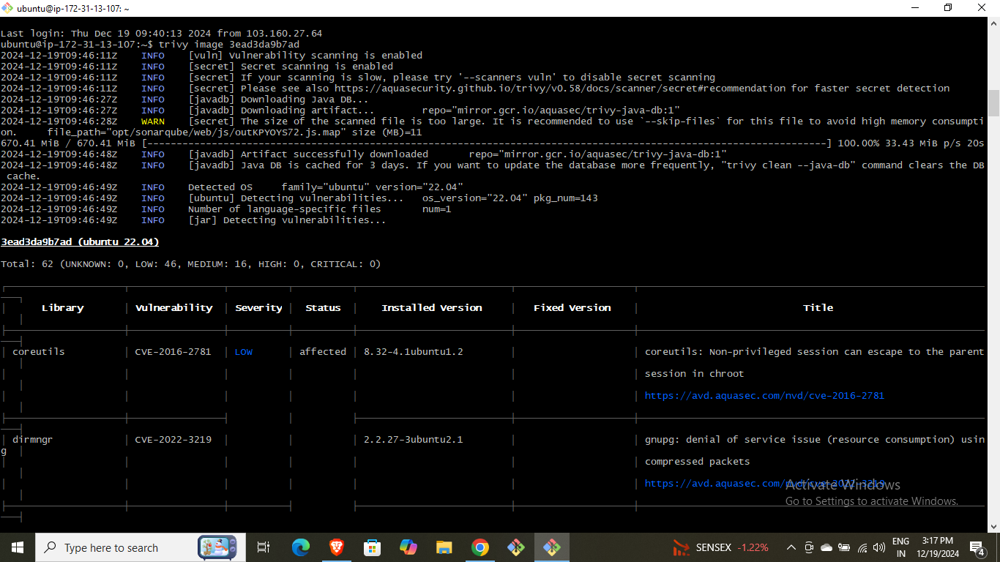 ubuntu@ip-172-31-13-107: ~
Last login: Thu Dec 19 09:40:13 2024 from 103.160.27.64
ubuntu@ip-172-31-13-107:~$ trivy image 3ead3da9b7ad
2024-12-19T09:46:11Z INFO [vuln] Vulnerability scanning is enabled
2024-12-19T09:46:11Z INFO [secret] Secret scanning is enabled
2024-12-19T09:46:11Z INFO [secret] If your scanning is slow, please try '--scanners vuln' to disable secret scanning
2024-12-19T09:46:11Z INFO [secret] Please see also https://aquasecurity.github.io/trivy/v0.58/docs/scanner/secret#recommendation for faster secret detection
2024-12-19T09:46:27Z INFO [javadb] Downloading Java DB...
2024-12-19T09:46:27Z INFO [javadb] Downloading artifact... repo="mirror.gcr.io/aquasec/trivy-java-db:1"
2024-12-19T09:46:28Z WARN [secret] The size of the scanned file is too large. It is recommended to use `--skip-files` for this file to avoid high memory consumpti
on. file_path="opt/sonarqube/web/js/outKPYOYS72.js.map" size (MB)=11
670.41 MiB / 670.41 MiB [---------------------------------------------------------------------------------------------------------------------] 100.00% 33.43 MiB p/s 20s
2024-12-19T09:46:48Z INFO [javadb] Artifact successfully downloaded repo="mirror.gcr.io/aquasec/trivy-java-db:1"
2024-12-19T09:46:48Z INFO [javadb] Java DB is cached for 3 days. If you want to update the database more frequently, "trivy clean --java-db" command clears the DB
cache.
2024-12-19T09:46:49Z INFO Detected OS family="ubuntu" version="22.04"
2024-12-19T09:46:49Z INFO [ubuntu] Detecting vulnerabilities... os_version="22.04" pkg_num=143
2024-12-19T09:46:49Z INFO Number of language-specific files num=1
2024-12-19T09:46:49Z INFO [jar] Detecting vulnerabilities...
3ead3da9b7ad (ubuntu 22.04)
Total: 62 (UNKNOWN: 0, LOW: 46, MEDIUM: 16, HIGH: 0, CRITICAL: 0)
Library Vulnerability Severity Status Installed Version Fixed Version Title
coreutils CVE-2016-2781 LOW affected 8.32-4.1ubuntu1.2 coreutils: Non-privileged session can escape to the parent
session in chroot
https://avd.aquasec.com/nvd/cve-2016-2781
dirmngr CVE-2022-3219 2.2.27-3ubuntu2.1 gnupg: denial of service issue (resource consumption) usin
g
compressed packets
https://avd.aquasec.com/nvd/cve-2022-3219
Activate Windows
Go to Settings to activate Windows.
Type here to search
SENSEX -1.22%
ENG
IN
3:17 PM
12/19/2024
4